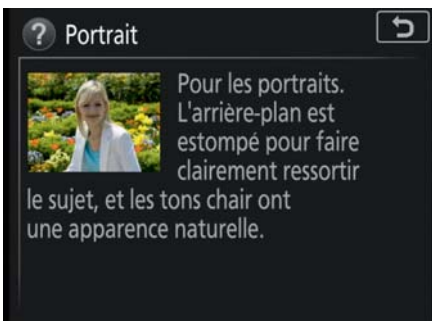 ? Portrait
Pour les portraits.
L'arrière-plan est
estompé pour faire
clairement ressortir
le sujet, et les tons chair ont
une apparence naturelle.